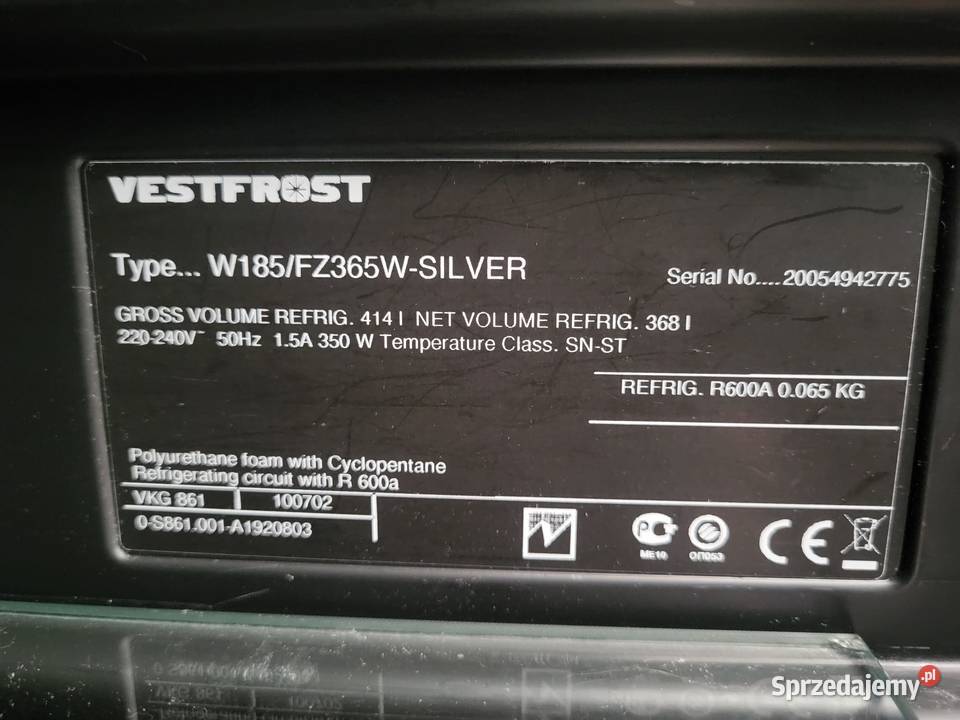 VESTFROST
Type... W185/FZ365W-SILVER
Serial No.... 20054942775
GROSS VOLUME REFRIG. 414 l NET VOLUME REFRIG. 368 l
220-240V~ 50Hz 1.5A 350 W Temperature Class. SN-ST
REFRIG. R600A 0.065 KG
Polyurethane foam with Cyclopentane
Refrigerating circuit with R 600a
VKG 861 100702
0-S861.001-A1920803
ME10 ОП053
CE
Sprzedajemy.pl